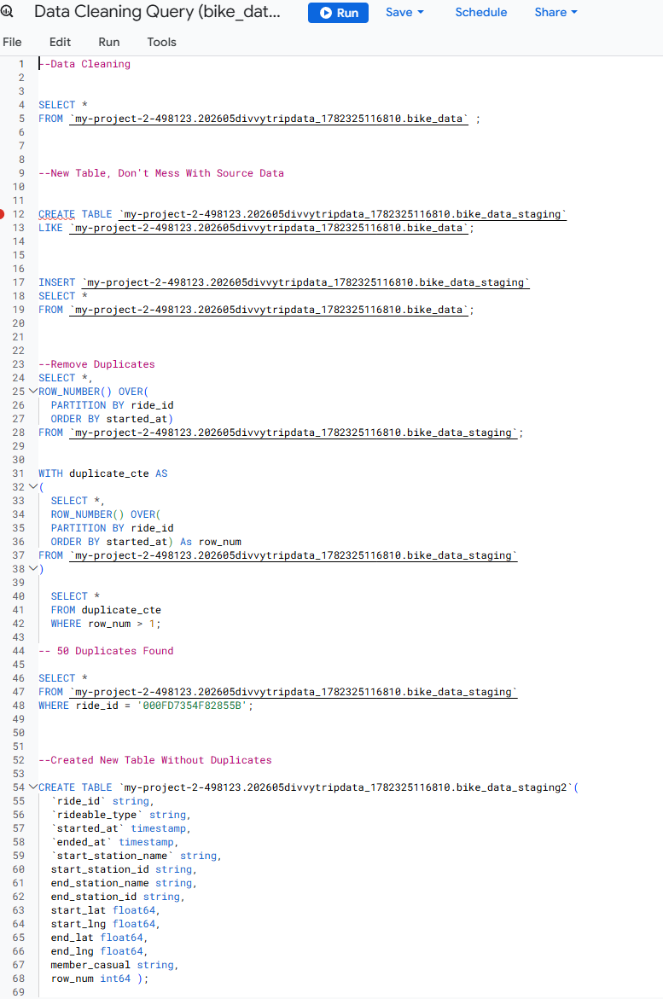 Data Cleaning Query (bike_dat...
Run
Save
Schedule
Share
File
Edit
Run
Tools
1 --Data Cleaning
2
3
4 SELECT *
5 FROM `my-project-2-498123.202605divvytripdata_1782325116810.bike_data` ;
6
7
8
9 --New Table, Don't Mess With Source Data
10
11
12 CREATE TABLE `my-project-2-498123.202605divvytripdata_1782325116810.bike_data_staging`
13 LIKE `my-project-2-498123.202605divvytripdata_1782325116810.bike_data`;
14
15
16
17 INSERT `my-project-2-498123.202605divvytripdata_1782325116810.bike_data_staging`
18 SELECT *
19 FROM `my-project-2-498123.202605divvytripdata_1782325116810.bike_data`;
20
21
22
23 --Remove Duplicates
24 SELECT *,
25 ROW_NUMBER() OVER(
26 PARTITION BY ride_id
27 ORDER BY started_at)
28 FROM `my-project-2-498123.202605divvytripdata_1782325116810.bike_data_staging`;
29
30
31 WITH duplicate_cte AS
32 (
33 SELECT *,
34 ROW_NUMBER() OVER(
35 PARTITION BY ride_id
36 ORDER BY started_at) As row_num
37 FROM `my-project-2-498123.202605divvytripdata_1782325116810.bike_data_staging`
38 )
39
40 SELECT *
41 FROM duplicate_cte
42 WHERE row_num > 1;
43
44 -- 50 Duplicates Found
45
46 SELECT *
47 FROM `my-project-2-498123.202605divvytripdata_1782325116810.bike_data_staging`
48 WHERE ride_id = '000FD7354F82855B';
49
50
51
52 --Created New Table Without Duplicates
53
54 CREATE TABLE `my-project-2-498123.202605divvytripdata_1782325116810.bike_data_staging2`(
55 `ride_id` string,
56 `rideable_type` string,
57 `started_at` timestamp,
58 `ended_at` timestamp,
59 `start_station_name` string,
60 start_station_id string,
61 end_station_name string,
62 end_station_id string,
63 start_lat float64,
64 start_lng float64,
65 end_lat float64,
66 end_lng float64,
67 member_casual string,
68 row_num int64 );
69